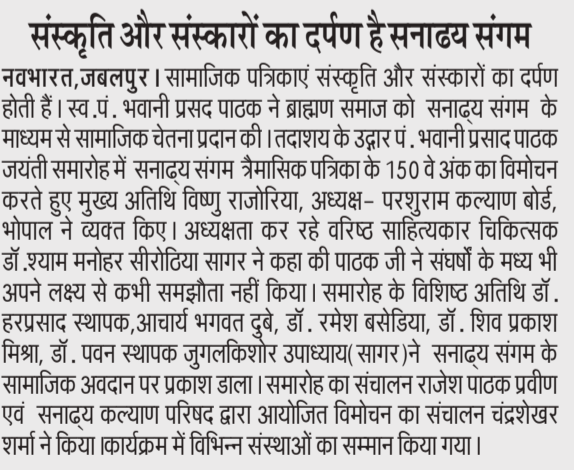 संस्कृति और संस्कारों का दर्पण है सनाढय संगम
नवभारत,जबलपुर। सामाजिक पत्रिकाएं संस्कृति और संस्कारों का दर्पण
होती हैं। स्व.पं. भवानी प्रसद पाठक ने ब्राह्मण समाज को सनाढ्य संगम के
माध्यम से सामाजिक चेतना प्रदान की।तदाशय के उद्गार पं. भवानी प्रसाद पाठक
जयंती समारोह में सनाढ्य संगम त्रैमासिक पत्रिका के 150 वे अंक का विमोचन
करते हुए मुख्य अतिथि विष्णु राजोरिया, अध्यक्ष- परशुराम कल्याण बोर्ड,
भोपाल ने व्यक्त किए। अध्यक्षता कर रहे वरिष्ठ साहित्यकार चिकित्सक
डॉ.श्याम मनोहर सीरोठिया सागर ने कहा की पाठक जी ने संघर्षों के मध्य भी
अपने लक्ष्य से कभी समझौता नहीं किया। समारोह के विशिष्ठ अतिथि डॉ.
हरप्रसाद स्थापक,आचार्य भगवत दुबे, डॉ. रमेश बसेडिया, डॉ. शिव प्रकाश
मिश्रा, डॉ. पवन स्थापक जुगलकिशोर उपाध्याय(सागर)ने सनाढ्य संगम के
सामाजिक अवदान पर प्रकाश डाला।समारोह का संचालन राजेश पाठक प्रवीण
एवं सनाढ्य कल्याण परिषद द्वारा आयोजित विमोचन का संचालन चंद्रशेखर
शर्मा ने किया।कार्यक्रम में विभिन्न संस्थाओं का सम्मान किया गया।